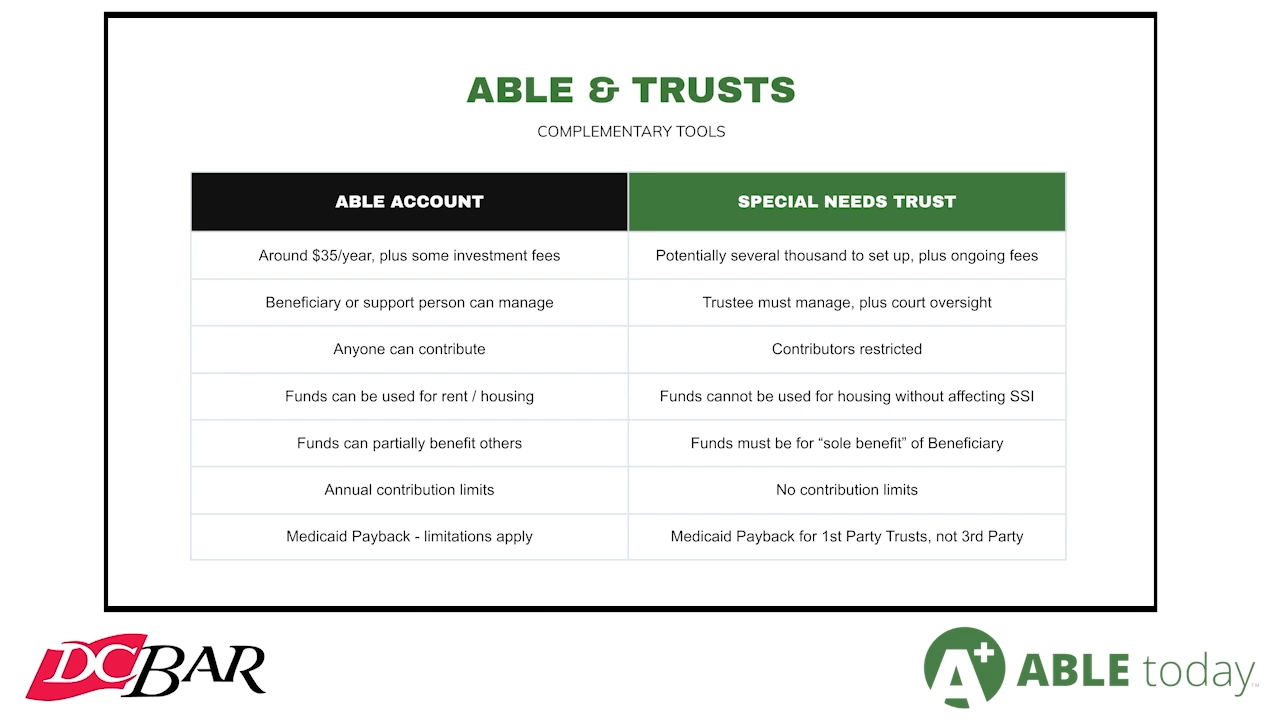 ABLE & TRUSTS
COMPLEMENTARY TOOLS
ABLE ACCOUNT
SPECIAL NEEDS TRUST
Around $35/year, plus some investment fees
Potentially several thousand to set up, plus ongoing fees
Beneficiary or support person can manage
Trustee must manage, plus court oversight
Anyone can contribute
Contributors restricted
Funds can be used for rent / housing
Funds cannot be used for housing without affecting SSI
Funds can partially benefit others
Funds must be for “sole benefit” of Beneficiary
Annual contribution limits
No contribution limits
Medicaid Payback - limitations apply
Medicaid Payback for 1st Party Trusts, not 3rd Party
DC BAR
A+ ABLE today™